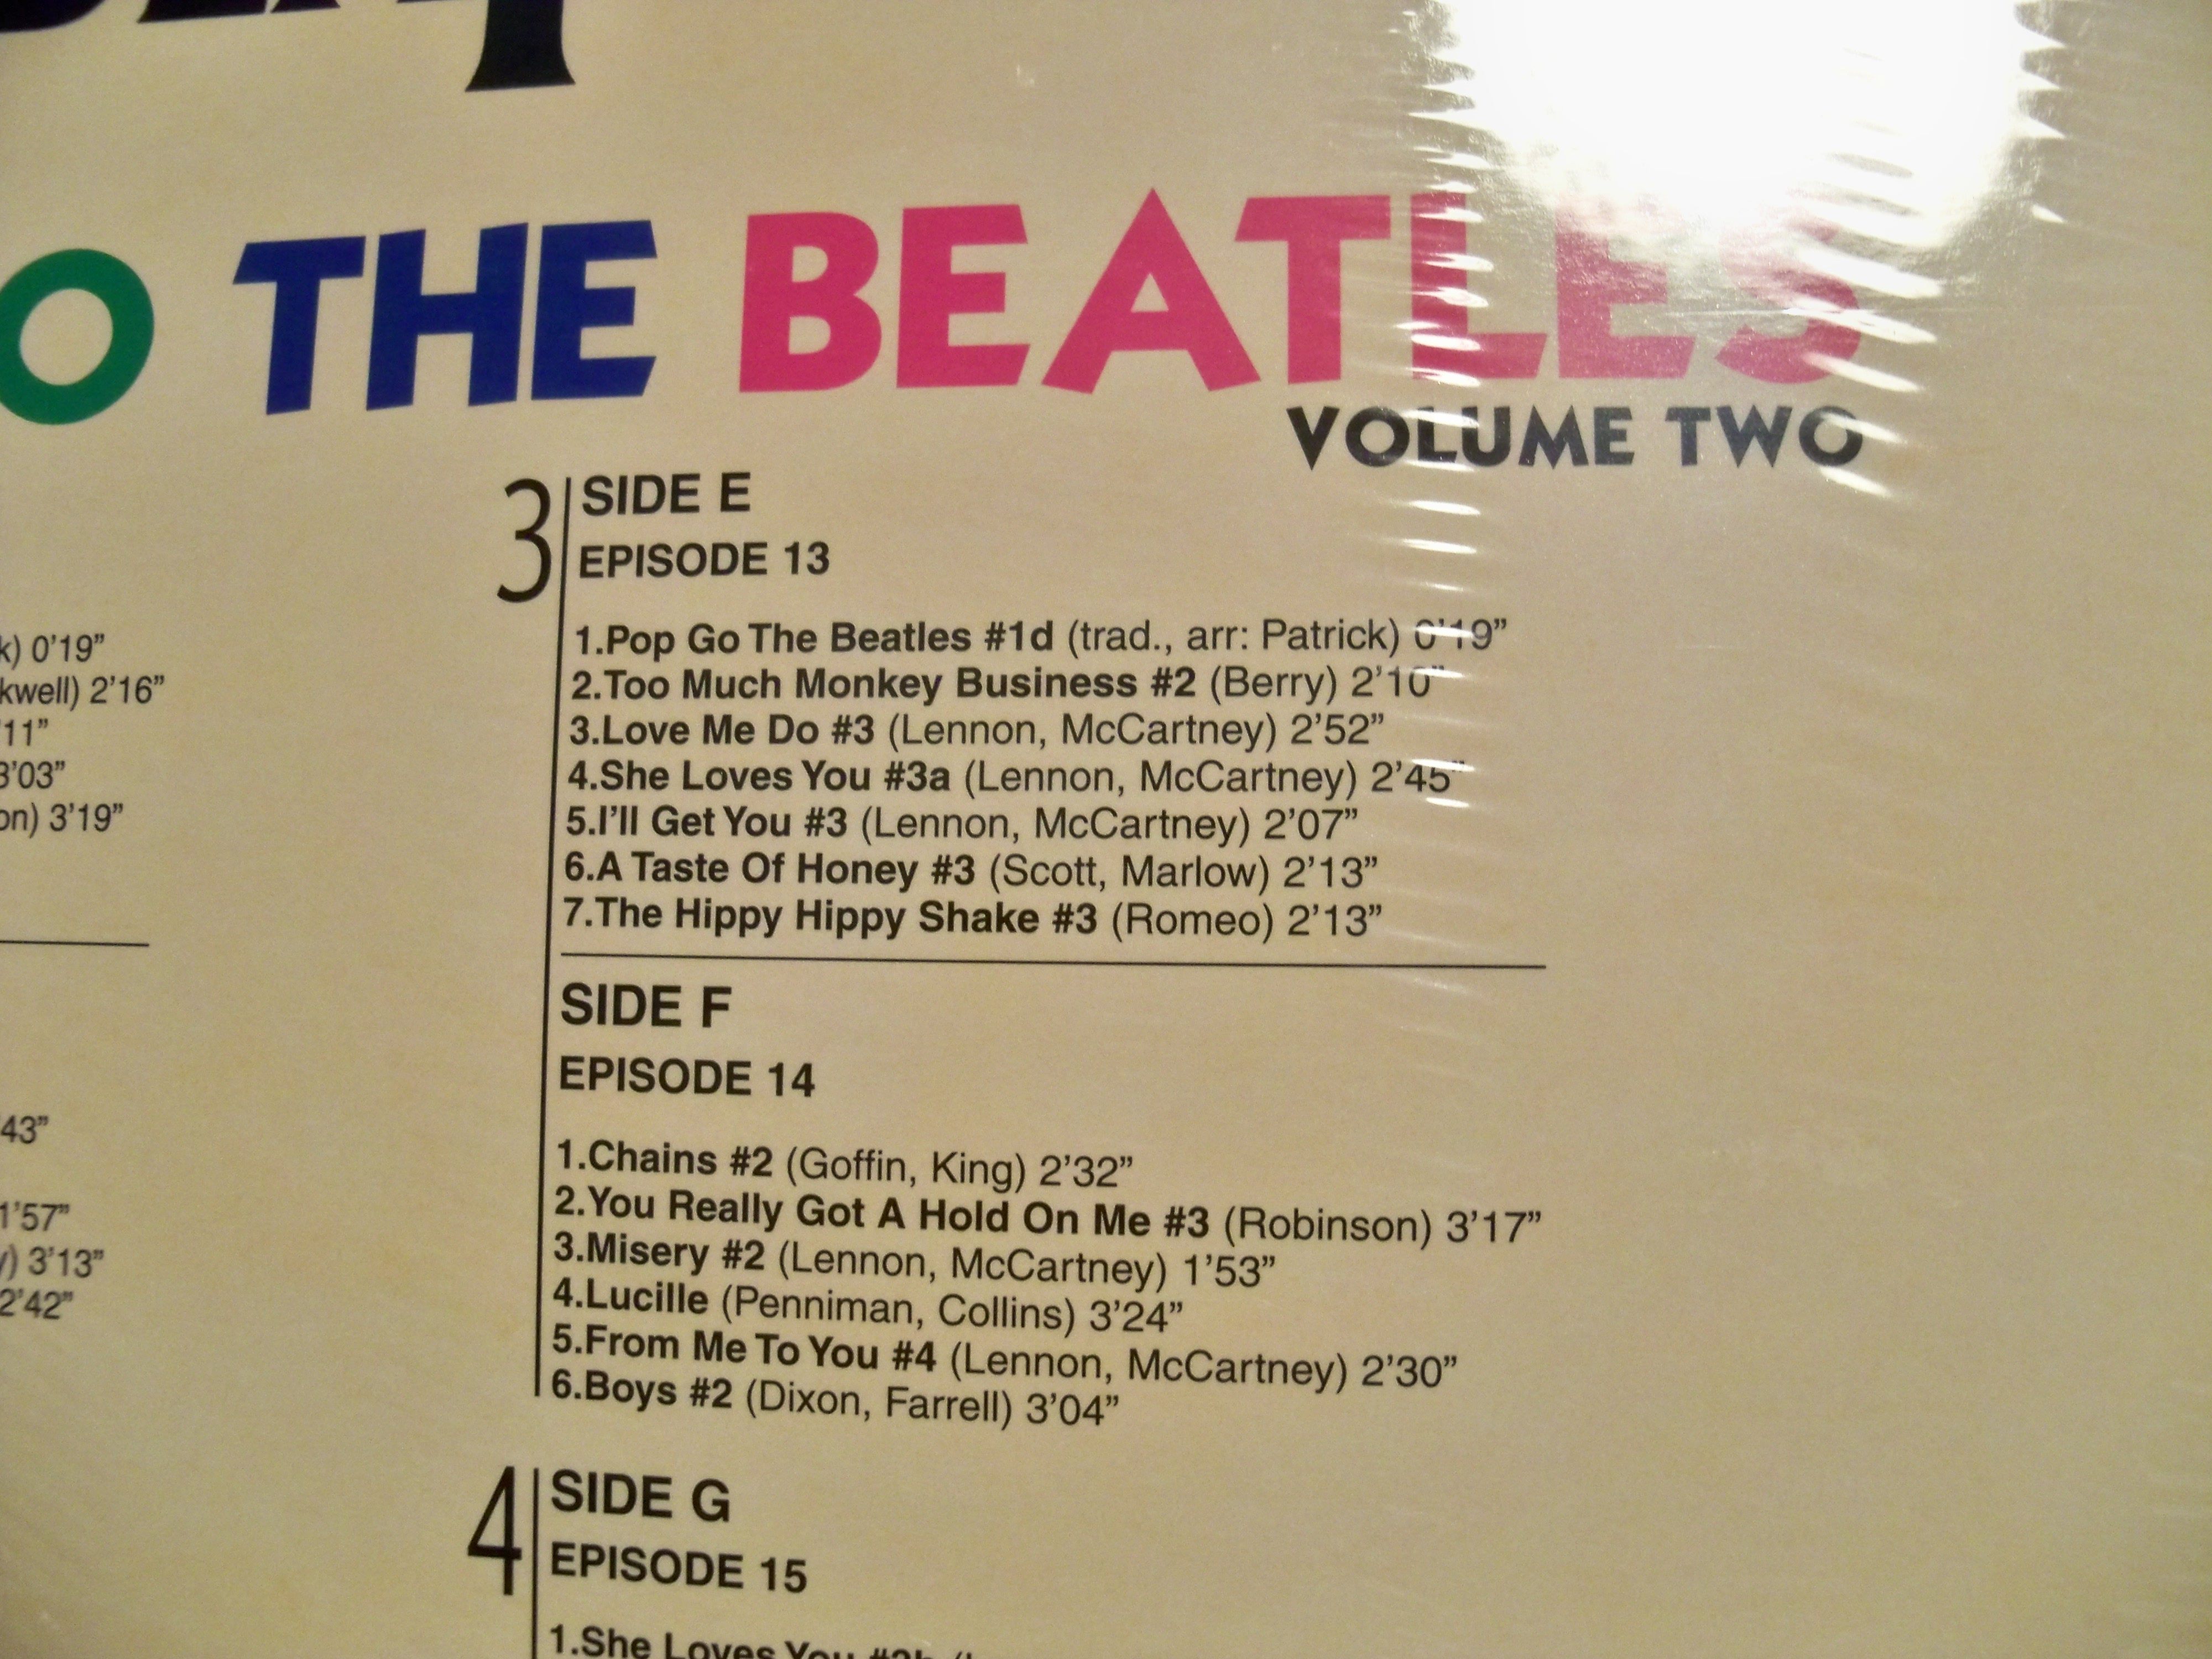 O THE BEATLES
VOLUME TWO
3
SIDE E
EPISODE 13
1.Pop Go The Beatles #1d (trad., arr: Patrick) 0'19”
2.Too Much Monkey Business #2 (Berry) 2'10”
3.Love Me Do #3 (Lennon, McCartney) 2'52”
4.She Loves You #3a (Lennon, McCartney) 2'45”
5.I'll Get You #3 (Lennon, McCartney) 2'07”
6.A Taste Of Honey #3 (Scott, Marlow) 2'13”
7.The Hippy Hippy Shake #3 (Romeo) 2'13”
SIDE F
EPISODE 14
1.Chains #2 (Goffin, King) 2'32”
2.You Really Got A Hold On Me #3 (Robinson) 3'17”
3.Misery #2 (Lennon, McCartney) 1'53”
4.Lucille (Penniman, Collins) 3'24”
5.From Me To You #4 (Lennon, McCartney) 2'30”
6.Boys #2 (Dixon, Farrell) 3'04”
4
SIDE G
EPISODE 15
1.She Loves You
k) 0'19”
kwell) 2'16”
'11”
3'03”
on) 3'19”
43”
1'57”
y) 3'13”
2'42”